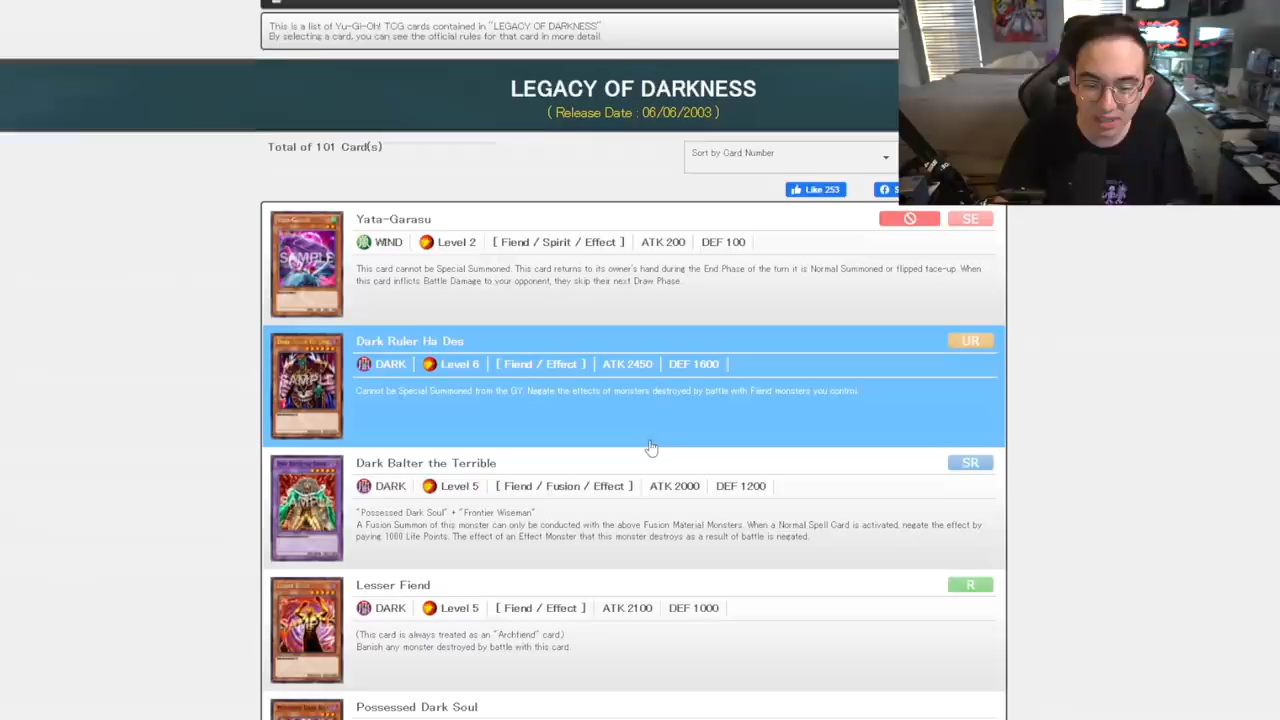 This is a list of Yu-Gi-Oh! TCG cards contained in "LEGACY OF DARKNESS"
By selecting a card, you can see the official rules for that card in more detail.
LEGACY OF DARKNESS
( Release Date : 06/06/2003 )
Total of 101 Card(s)
Sort by Card Number
Like 253
S
Yata-Garasu
SE
WIND
Level 2
[ Fiend / Spirit / Effect ]
ATK 200
DEF 100
This card cannot be Special Summoned. This card returns to its owner's hand during the End Phase of the turn it is Normal Summoned or flipped face-up. When
this card inflicts Battle Damage to your opponent, they skip their next Draw Phase.
SAMPLE
Dark Ruler Ha Des
UR
DARK
Level 6
[ Fiend / Effect ]
ATK 2450
DEF 1600
Cannot be Special Summoned from the GY. Negate the effects of monsters destroyed by battle with Fiend monsters you control.
SAMPLE
Dark Balter the Terrible
SR
DARK
Level 5
[ Fiend / Fusion / Effect ]
ATK 2000
DEF 1200
"Possessed Dark Soul" + "Frontier Wiseman"
A Fusion Summon of this monster can only be conducted with the above Fusion Material Monsters. When a Normal Spell Card is activated, negate the effect by
paying 1000 Life Points. The effect of an Effect Monster that this monster destroys as a result of battle is negated.
SAMPLE
Lesser Fiend
R
DARK
Level 5
[ Fiend / Effect ]
ATK 2100
DEF 1000
(This card is always treated as an "Archfiend" card.)
Banish any monster destroyed by battle with this card.
SAMPLE
Possessed Dark Soul